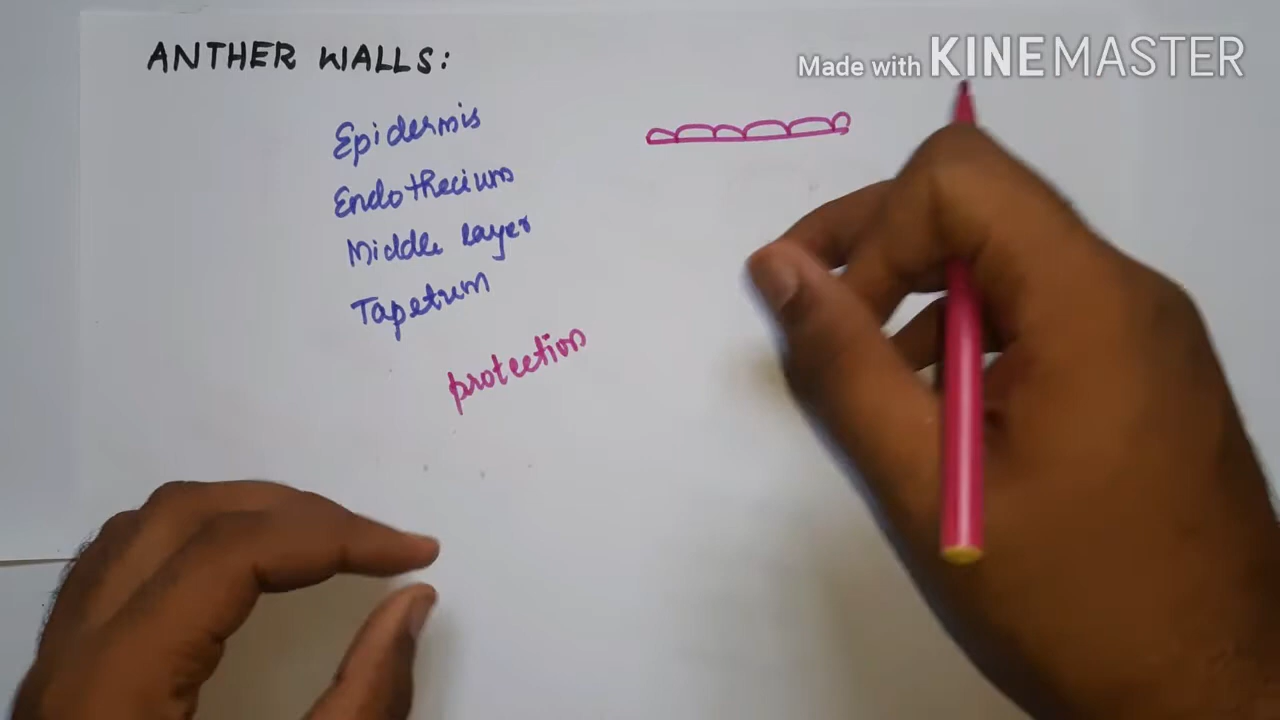 ANTHER WALLS:
Made with KINEMASTER
Epidermis
Endothecium
Middle layer
Tapetum
protection